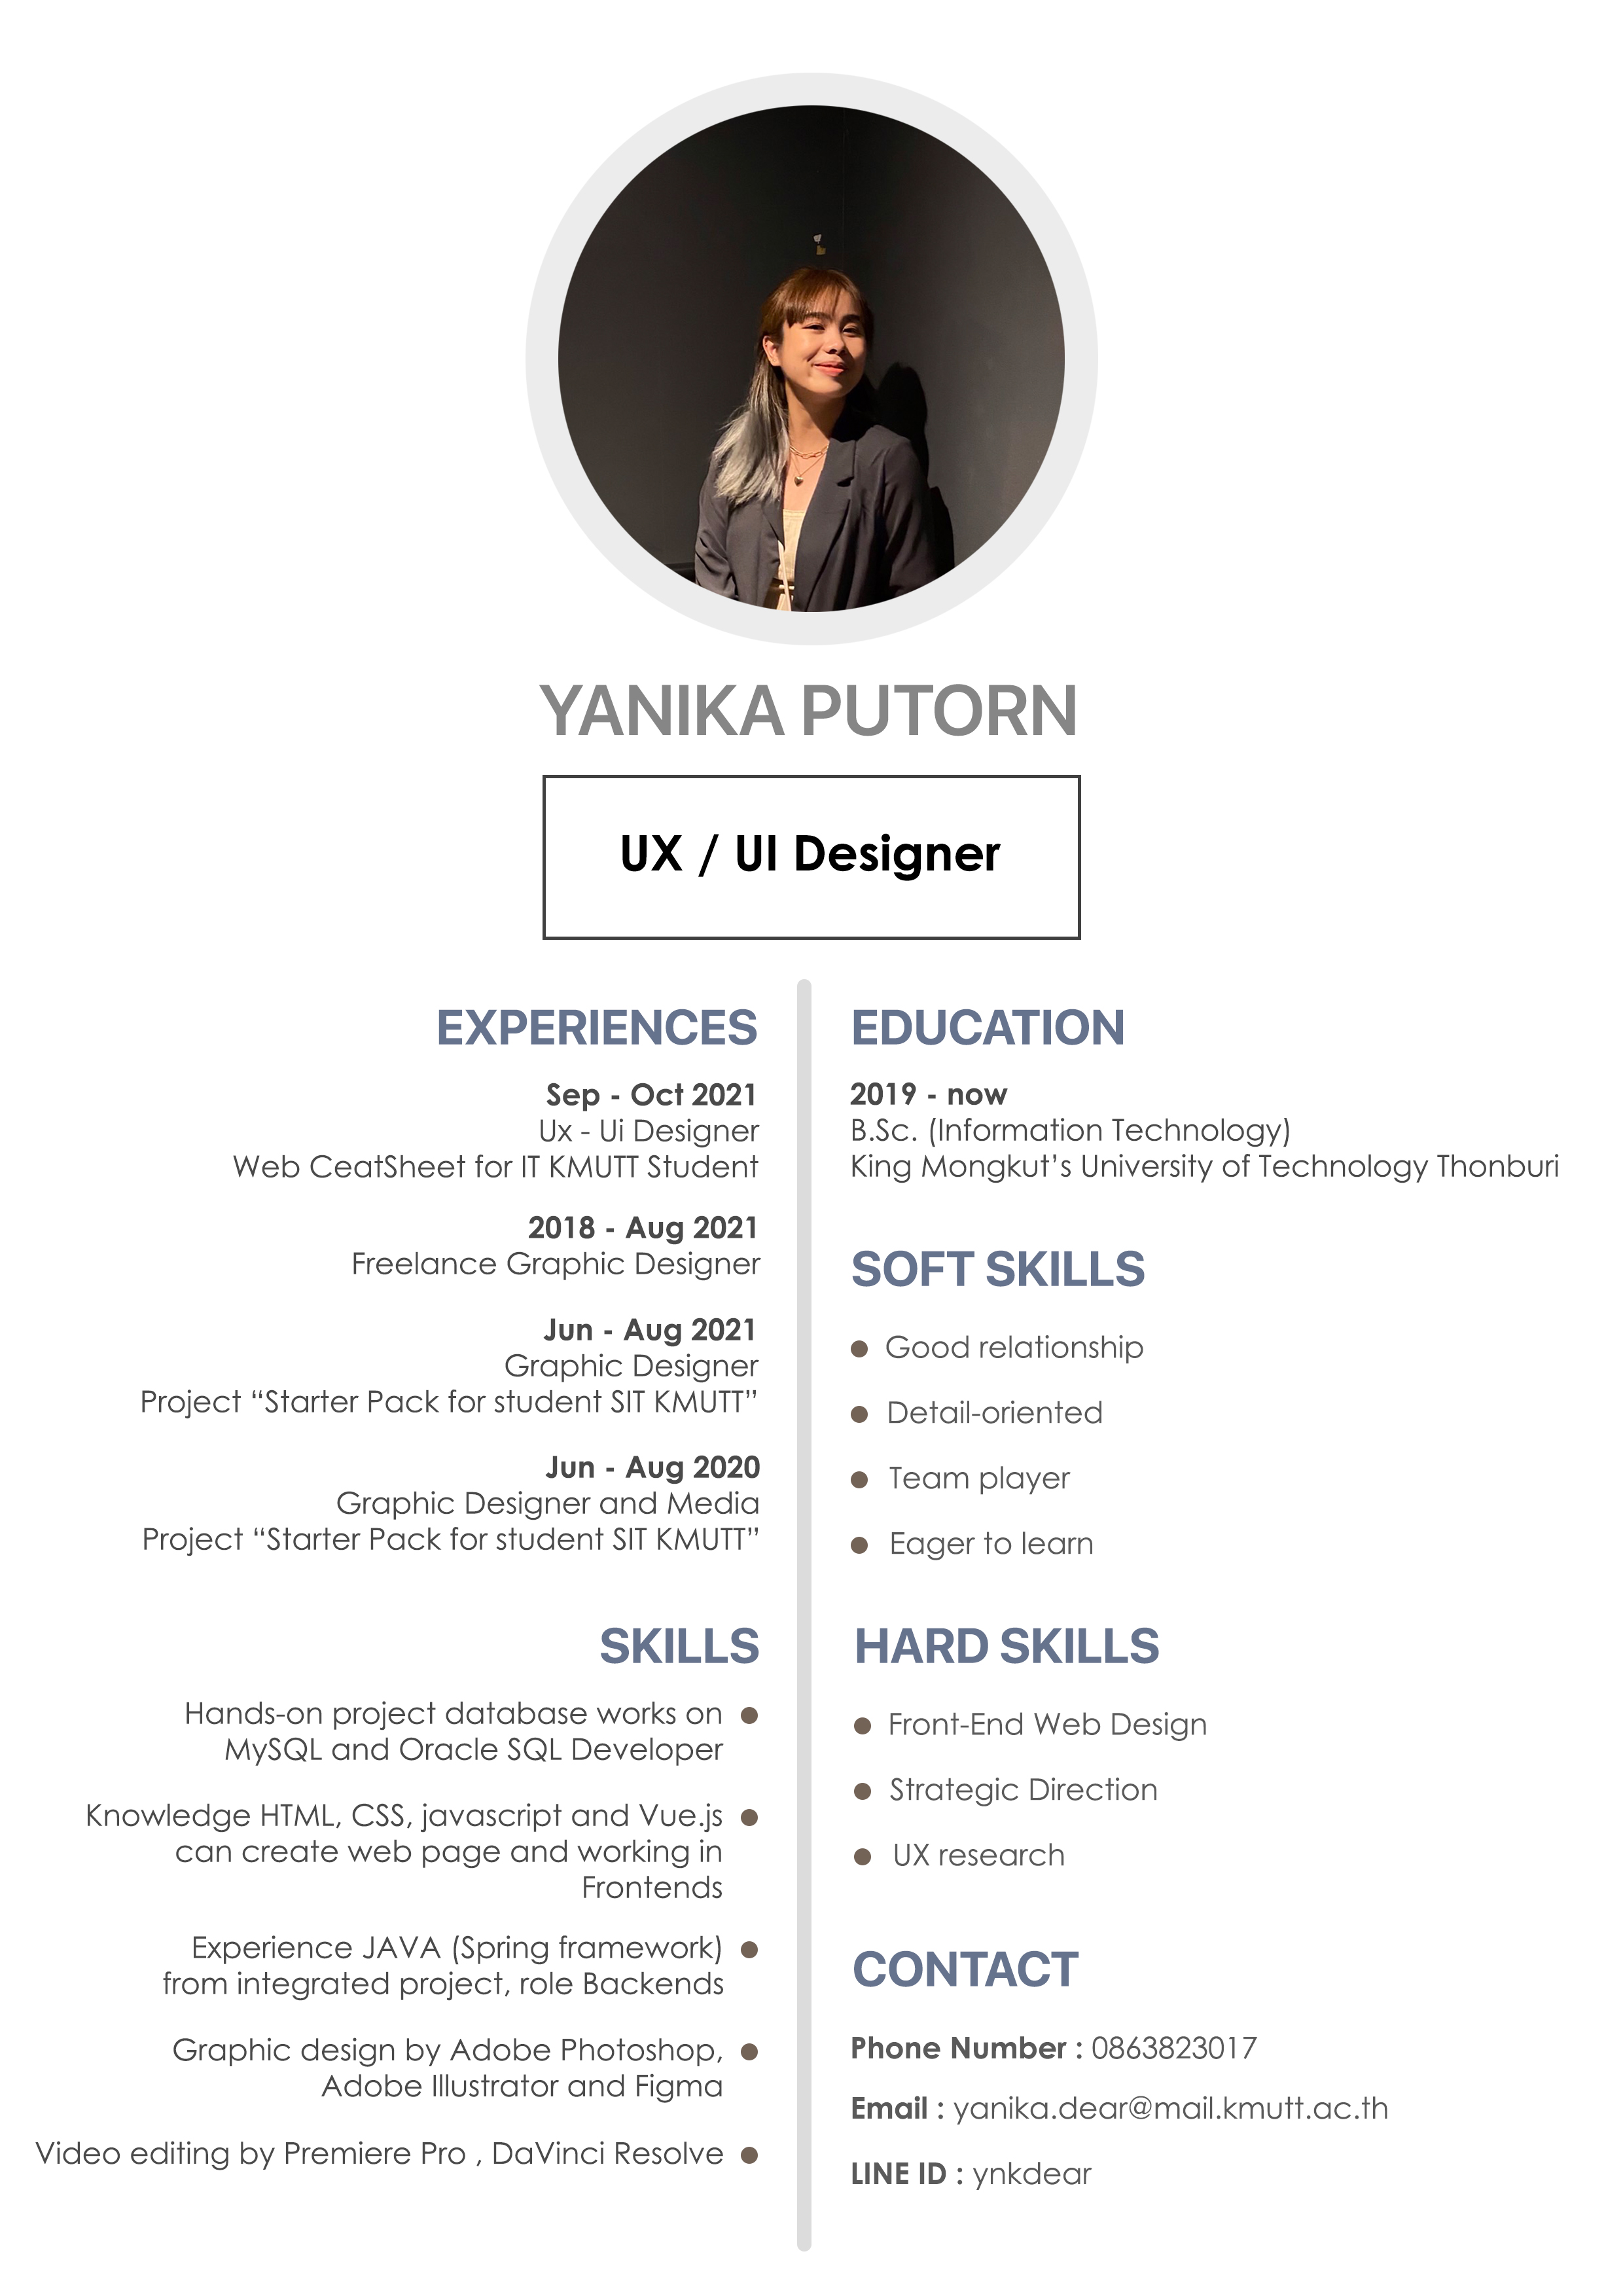 YANIKA PUTORN
UX / UI Designer
EXPERIENCES
Sep - Oct 2021
Ux - Ui Designer
Web CeatSheet for IT KMUTT Student
2018 - Aug 2021
Freelance Graphic Designer
Jun - Aug 2021
Graphic Designer
Project “Starter Pack for student SIT KMUTT”
Jun - Aug 2020
Graphic Designer and Media
Project “Starter Pack for student SIT KMUTT”
SKILLS
Hands-on project database works on
MySQL and Oracle SQL Developer
Knowledge HTML, CSS, javascript and Vue.js
can create web page and working in
Frontends
Experience JAVA (Spring framework)
from integrated project, role Backends
Graphic design by Adobe Photoshop,
Adobe Illustrator and Figma
Video editing by Premiere Pro , DaVinci Resolve
EDUCATION
2019 - now
B.Sc. (Information Technology)
King Mongkut’s University of Technology Thonburi
SOFT SKILLS
Good relationship
Detail-oriented
Team player
Eager to learn
HARD SKILLS
Front-End Web Design
Strategic Direction
UX research
CONTACT
Phone Number : 0863823017
Email : yanika.dear@mail.kmutt.ac.th
LINE ID : ynkdear